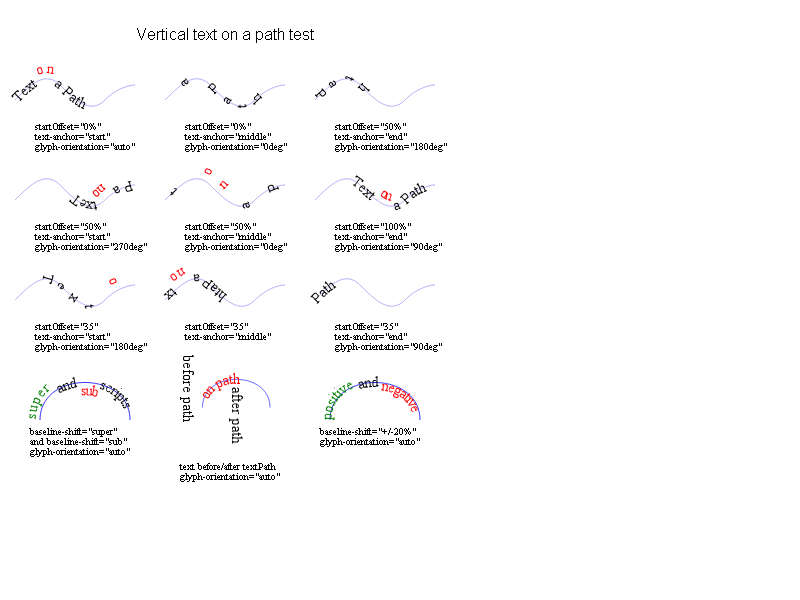 Vertical text on a path test
Text on a Path
a Path
Path
startOffset="0%"
text-anchor="start"
glyph-orientation="auto"
startOffset="0%"
text-anchor="middle"
glyph-orientation="0deg"
startOffset="50%"
text-anchor="end"
glyph-orientation="180deg"
Text on a P
t on a P
Text on a Path
startOffset="50%"
text-anchor="start"
glyph-orientation="270deg"
startOffset="50%"
text-anchor="middle"
glyph-orientation="0deg"
startOffset="100%"
text-anchor="end"
glyph-orientation="90deg"
Text o
xt on a Path
Path
startOffset="35"
text-anchor="start"
glyph-orientation="180deg"
startOffset="35"
text-anchor="middle"
startOffset="35"
text-anchor="end"
glyph-orientation="90deg"
super and sub scripts
before path
on path
after path
positive and negative
baseline-shift="super"
and baseline-shift="sub"
glyph-orientation="auto"
text before/after textPath
glyph-orientation="auto"
baseline-shift="+/-20%"
glyph-orientation="auto"